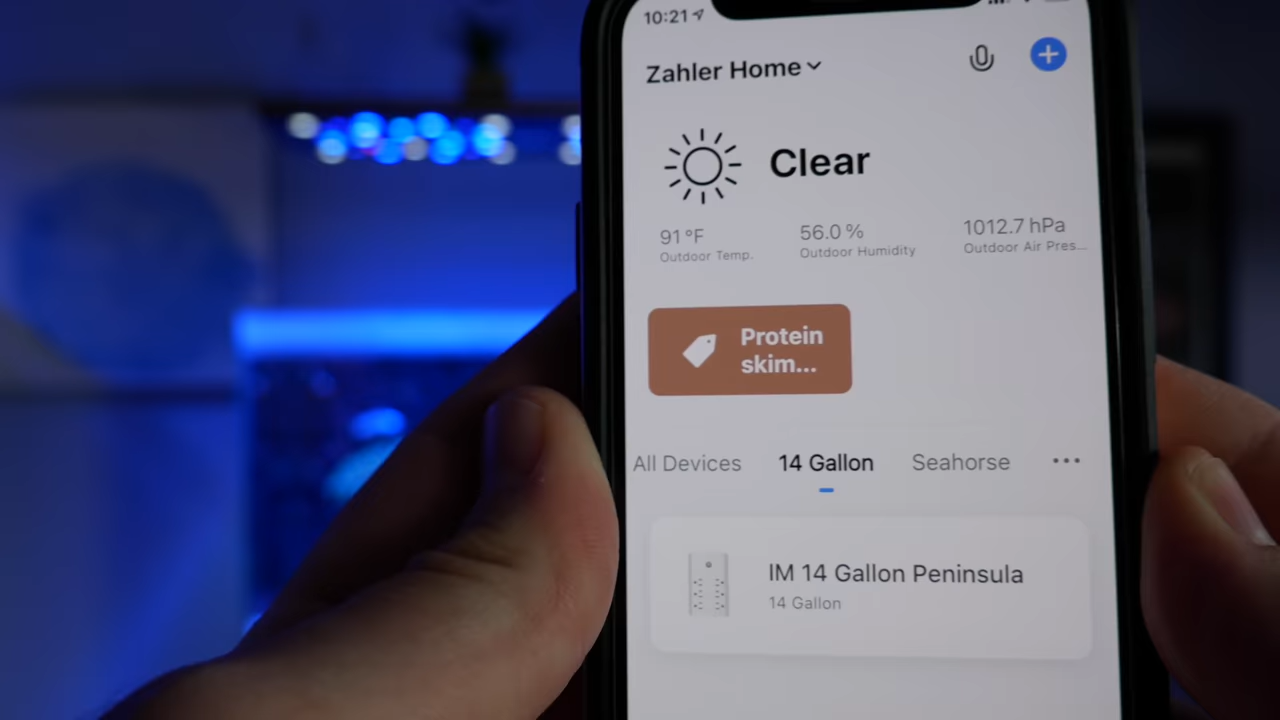 10:21
Zahler Home
Clear
91 °F
56.0 %
1012.7 hPa
Outdoor Temp.
Outdoor Humidity
Outdoor Air Pres...
Protein
skim...
All Devices
14 Gallon
Seahorse
IM 14 Gallon Peninsula
14 Gallon